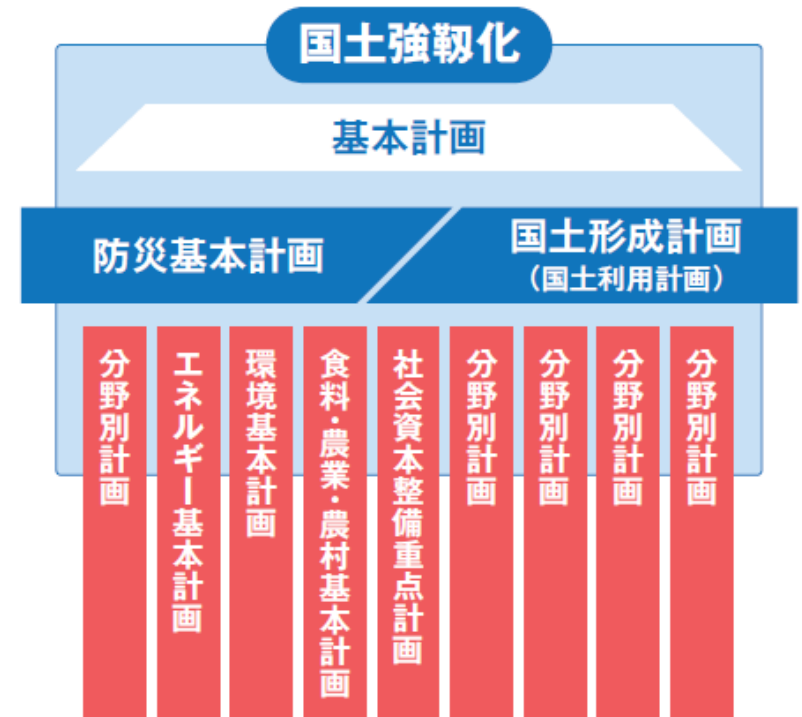 国土強靱化
基本計画
防災基本計画
国土形成計画
（国土利用計画）
分野別計画
エネルギー基本計画
環境基本計画
食料・農業・農村基本計画
社会資本整備重点計画
分野別計画
分野別計画
分野別計画
分野別計画